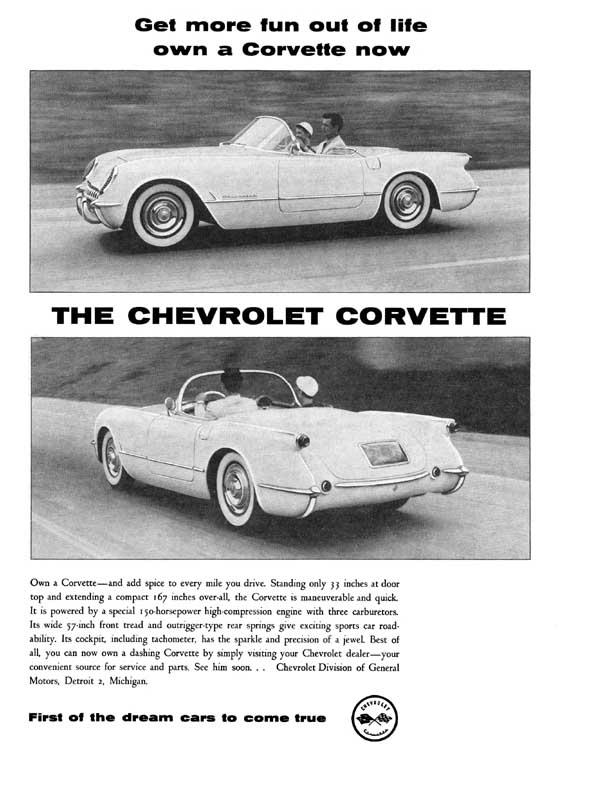 Get more fun out of life
own a Corvette now
THE CHEVROLET CORVETTE
Own a Corvette—and add spice to every mile you drive. Standing only 33 inches at door
top and extending a compact 167 inches over-all, the Corvette is maneuverable and quick.
It is powered by a special 150-horsepower high-compression engine with three carburetors.
Its wide 57-inch front tread and outrigger-type rear springs give exciting sports car road-
ability. Its cockpit, including tachometer, has the sparkle and precision of a jewel. Best of
all, you can now own a dashing Corvette by simply visiting your Chevrolet dealer—your
convenient source for service and parts. See him soon. . . Chevrolet Division of General
Motors, Detroit 2, Michigan.
First of the dream cars to come true
CHEVROLET
Corvette